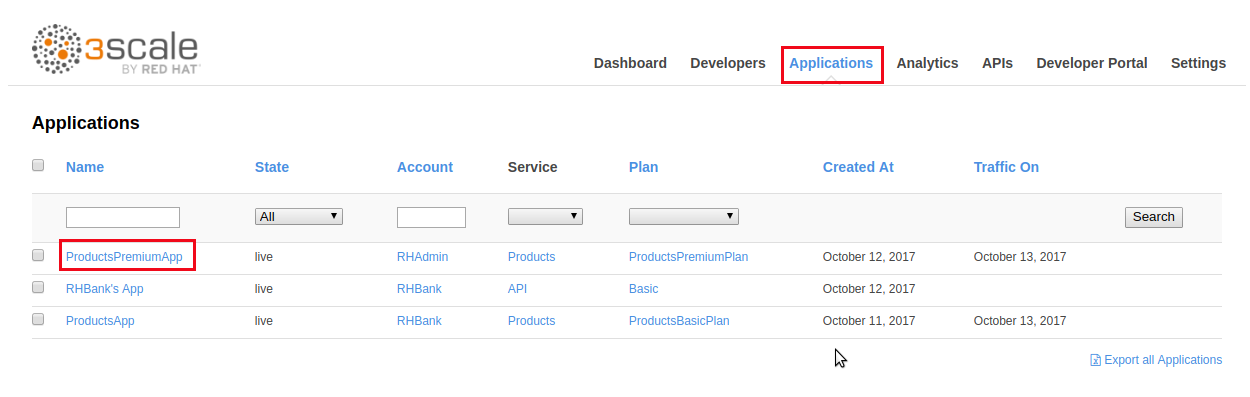 3scale
BY RED HAT
Dashboard Developers Applications Analytics APIs Developer Portal Settings
Applications
Name State Account Service Plan Created At Traffic On
All Search
ProductsPremiumApp live RHAdmin Products ProductsPremiumPlan October 12, 2017 October 13, 2017
RHBank's App live RHBank API Basic October 12, 2017
ProductsApp live RHBank Products ProductsBasicPlan October 11, 2017 October 13, 2017
Export all Applications